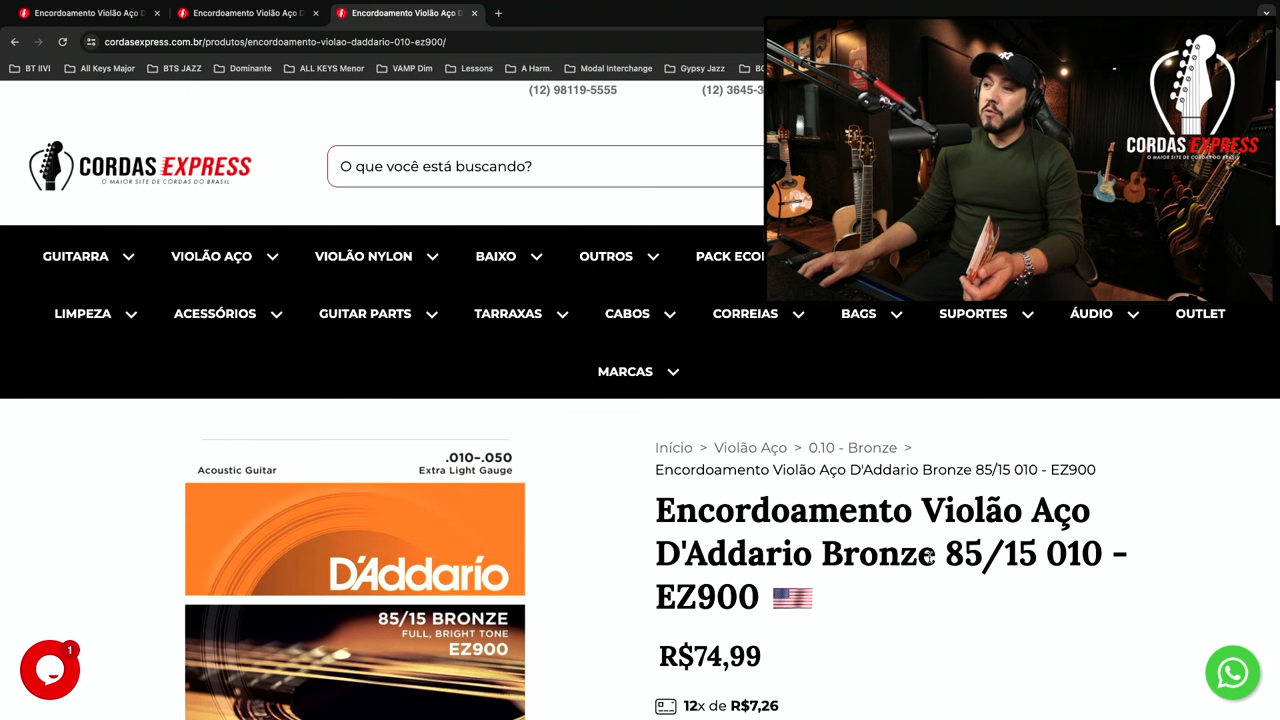 Encordoamento Violão Aço D
Encordoamento Violão Aço D
Encordoamento Violão Aço D
cordasexpress.com.br/produtos/encordoamento-violao-daddario-010-ez900/
BT IIVI
All Keys Major
BTS JAZZ
Dominante
ALL KEYS Menor
VAMP Dim
Lessons
A Harm.
Modal Interchange
Gypsy Jazz
(12) 98119-5555
(12) 3645-3
CORDAS EXPRESS
O MAIOR SITE DE CORDAS DO BRASIL
O que você está buscando?
CORDAS EXPRESS
O MAIOR SITE DE CORDAS DO BRASIL
GUITARRA
VIOLÃO AÇO
VIOLÃO NYLON
BAIXO
OUTROS
PACK ECO
LIMPEZA
ACESSÓRIOS
GUITAR PARTS
TARRAXAS
CABOS
CORREIAS
BAGS
SUPORTES
ÁUDIO
OUTLET
MARCAS
.010–.050
Acoustic Guitar
Extra Light Gauge
D'Addario
85/15 BRONZE
FULL, BRIGHT TONE
EZ900
Início > Violão Aço > 0.10 - Bronze >
Encordoamento Violão Aço D'Addario Bronze 85/15 010 - EZ900
Encordoamento Violão Aço
D'Addario Bronze 85/15 010 -
EZ900
R$74,99
12x de R$7,26
1